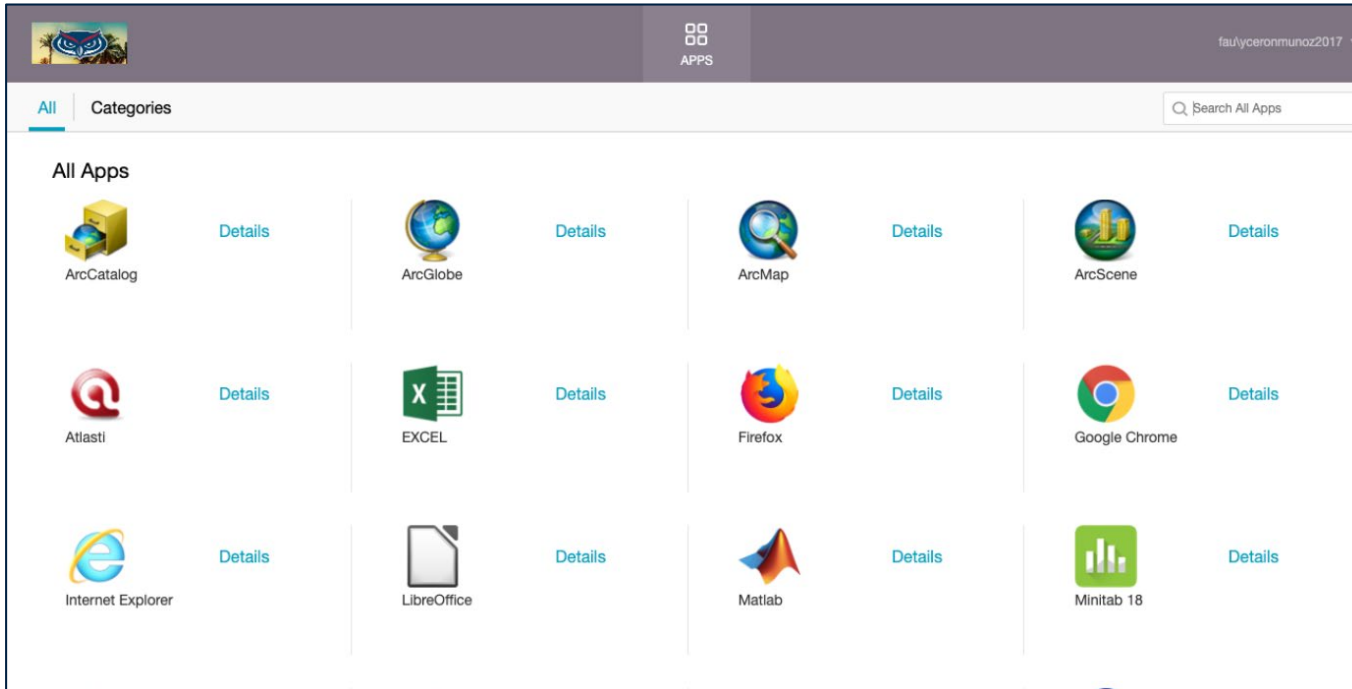 APPS
fau\yceronmunoz2017
All Categories
Search All Apps
All Apps
Details Details Details Details
ArcCatalog ArcGlobe ArcMap ArcScene
Details Details Details Details
Atlasti EXCEL Firefox Google Chrome
Details Details Details Details
Internet Explorer LibreOffice Matlab Minitab 18